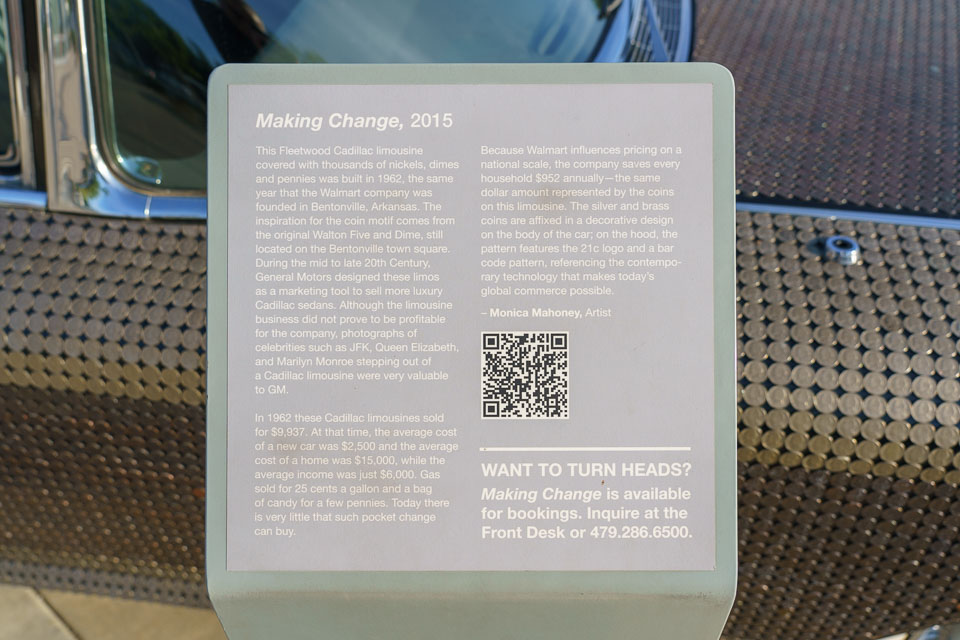 Making Change, 2015
This Fleetwood Cadillac limousine
covered with thousands of nickels, dimes
and pennies was built in 1962, the same
year that the Walmart company was
founded in Bentonville, Arkansas. The
inspiration for the coin motif comes from
the original Walton Five and Dime, still
located on the Bentonville town square.
During the mid to late 20th Century,
General Motors designed these limos
as a marketing tool to sell more luxury
Cadillac sedans. Although the limousine
business did not prove to be profitable
for the company, photographs of
celebrities such as JFK, Queen Elizabeth,
and Marilyn Monroe stepping out of
a Cadillac limousine were very valuable
to GM.
In 1962 these Cadillac limousines sold
for $9,937. At that time, the average cost
of a new car was $2,500 and the average
cost of a home was $15,000, while the
average income was just $6,000. Gas
sold for 25 cents a gallon and a bag
of candy for a few pennies. Today there
is very little that such pocket change
can buy.
Because Walmart influences pricing on a
national scale, the company saves every
household $952 annually—the same
dollar amount represented by the coins
on this limousine. The silver and brass
coins are affixed in a decorative design
on the body of the car; on the hood, the
pattern features the 21c logo and a bar
code pattern, referencing the contempo-
rary technology that makes today's
global commerce possible.
– Monica Mahoney, Artist
WANT TO TURN HEADS?
Making Change is available
for bookings. Inquire at the
Front Desk or 479.286.6500.